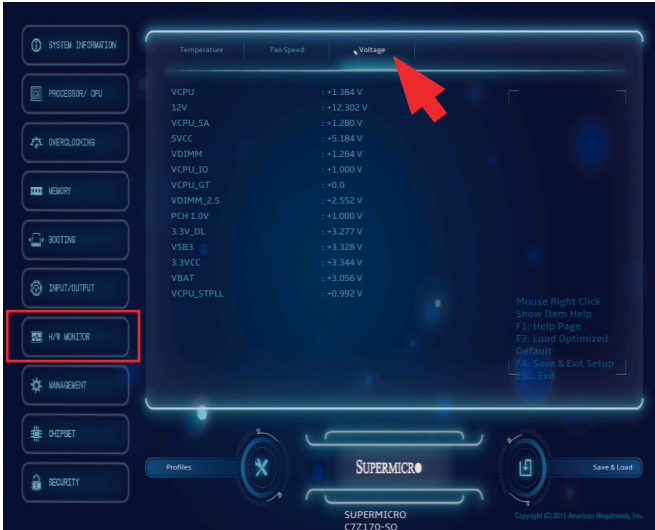 SYSTEM INFORMATION
PROCESSOR/ CPU
OVERCLOCKING
MEMORY
BOOTING
INPUT/OUTPUT
H/W MONITOR
MANAGEMENT
CHIPSET
SECURITY
Temperature Fan Speed Voltage
VCPU : +1.384 V
12V : +12.302 V
VCPU_SA : +1.280 V
5VCC : +5.184 V
VDIMM : +1.264 V
VCPU_IO : +1.000 V
VCPU_GT : +0.0
VDIMM_2.5 : +2.552 V
PCH 1.0V : +1.000 V
3.3V_DL : +3.277 V
VSB3 : +3.328 V
3.3VCC : +3.344 V
VBAT : +3.056 V
VCPU_STPLL : +0.992 V
Mouse Right Click
Show Item Help
F1: Help Page
F3: Load Optimized
Default
F4: Save & Exit Setup
ESC: Exit
Profiles
SUPERMICRO
Save & Load
SUPERMICRO
C7Z170-SQ
Copyright (C) 2015 American Megatrends, Inc.